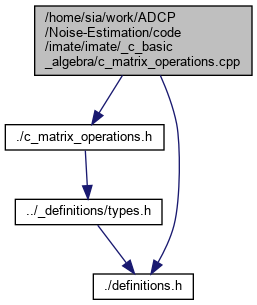 /home/sia/work/ADCP
/Noise-Estimation/code
/imate/imate/_c_basic
_algebra/c_matrix_operations.cpp
./c_matrix_operations.h
../_definitions/types.h
./definitions.h